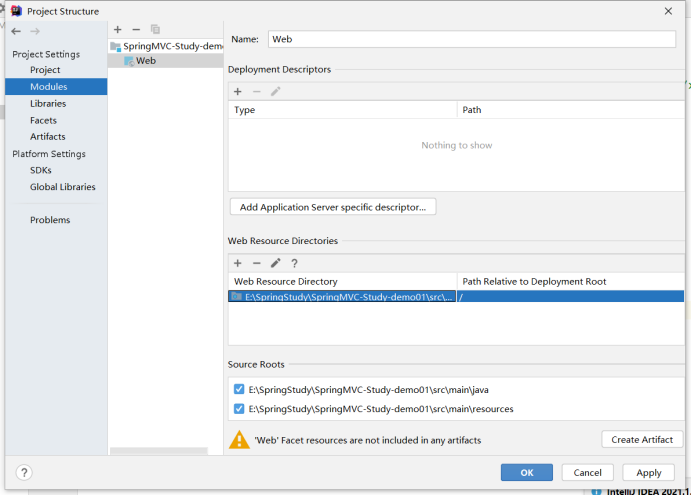 Project Structure
Name: Web
SpringMVC-Study-demo
Web
Project Settings
Project
Modules
Libraries
Facets
Artifacts
Platform Settings
SDKs
Global Libraries
Problems
Deployment Descriptors
Type Path
Nothing to show
Add Application Server specific descriptor...
Web Resource Directories
Web Resource Directory Path Relative to Deployment Root
E:\SpringStudy\SpringMVC-Study-demo01\src\... /
Source Roots
E:\SpringStudy\SpringMVC-Study-demo01\src\main\java
E:\SpringStudy\SpringMVC-Study-demo01\src\main\resources
'Web' Facet resources are not included in any artifacts Create Artifact
? OK Cancel Apply
IntelliJ IDEA 2021.1.